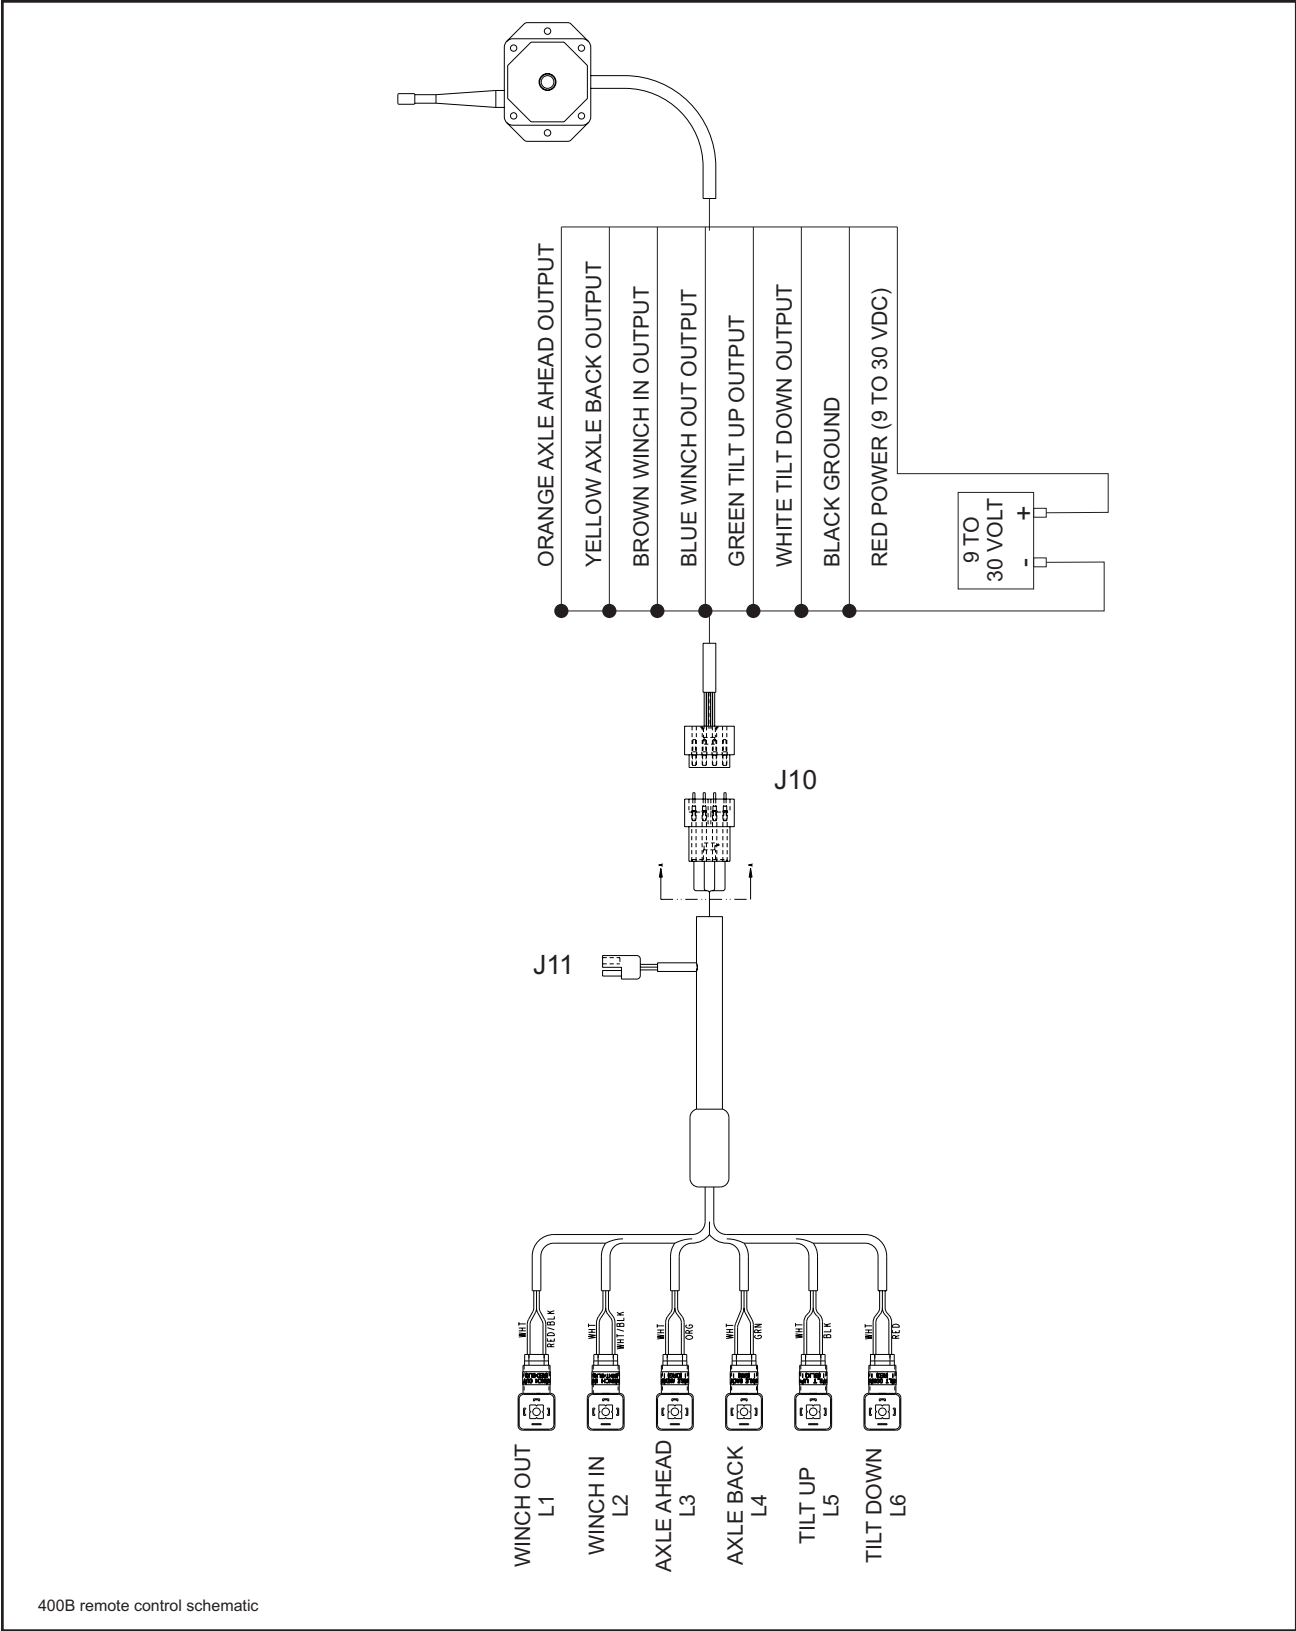 ORANGE AXLE AHEAD OUTPUT
YELLOW AXLE BACK OUTPUT
BROWN WINCH IN OUTPUT
BLUE WINCH OUT OUTPUT
GREEN TILT UP OUTPUT
WHITE TILT DOWN OUTPUT
BLACK GROUND
RED POWER (9 TO 30 VDC)
9 TO
30 VOLT
+
-
J10
J11
WHT
RED/BLK
WHT
WHT/BLK
WHT
ORG
WHT
GRN
WHT
BLK
WHT
RED
WINCH OUT
L1
WINCH IN
L2
AXLE AHEAD
L3
AXLE BACK
L4
TILT UP
L5
TILT DOWN
L6
400B remote control schematic